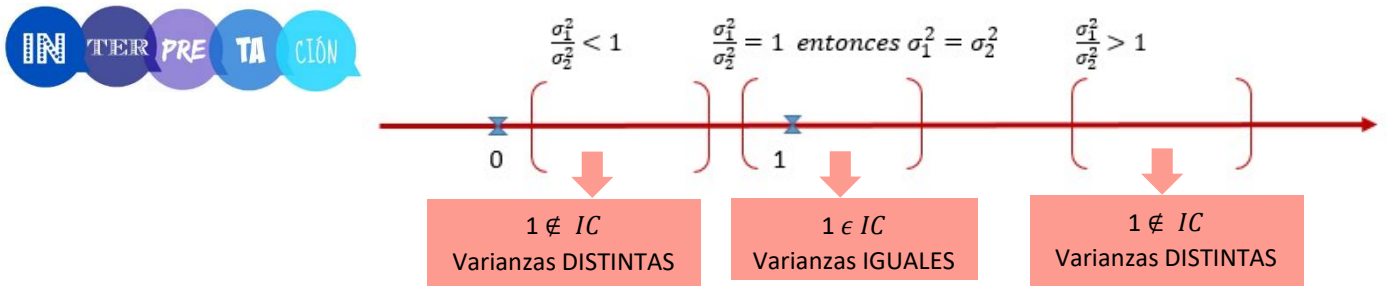 IN TER PRE TA CIÓN
σ₁²/σ₂² < 1
σ₁²/σ₂² = 1 entonces σ₁² = σ₂²
σ₁²/σ₂² > 1
0
1
1 ∉ IC
Varianzas DISTINTAS
1 ϵ IC
Varianzas IGUALES
1 ∉ IC
Varianzas DISTINTAS